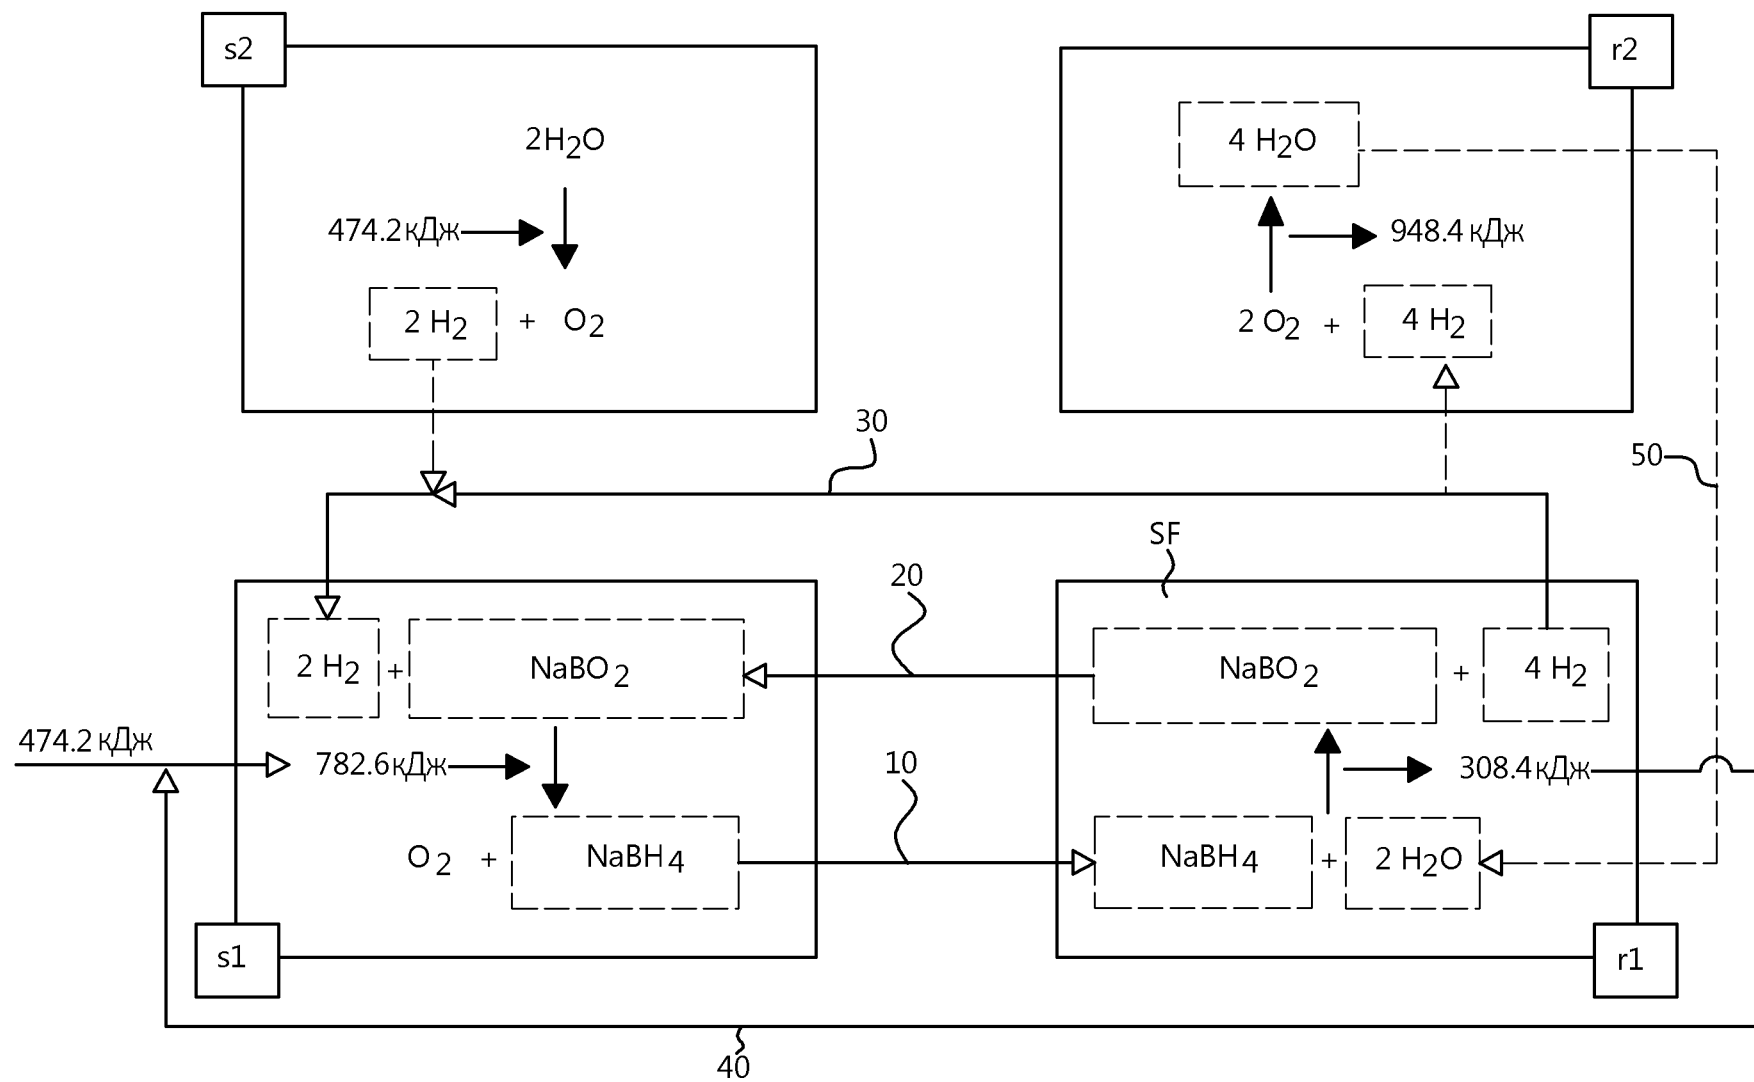 s2
r2
2H₂O
4 H₂O
474.2кДж
948.4 кДж
2 H₂ + O₂
2 O₂ + 4 H₂
30
50
SF
20
2 H₂ + NaBO₂
NaBO₂ + 4 H₂
474.2кДж
782.6кДж
10
308.4кДж
O₂ + NaBH₄
NaBH₄ + 2 H₂O
s1
r1
40